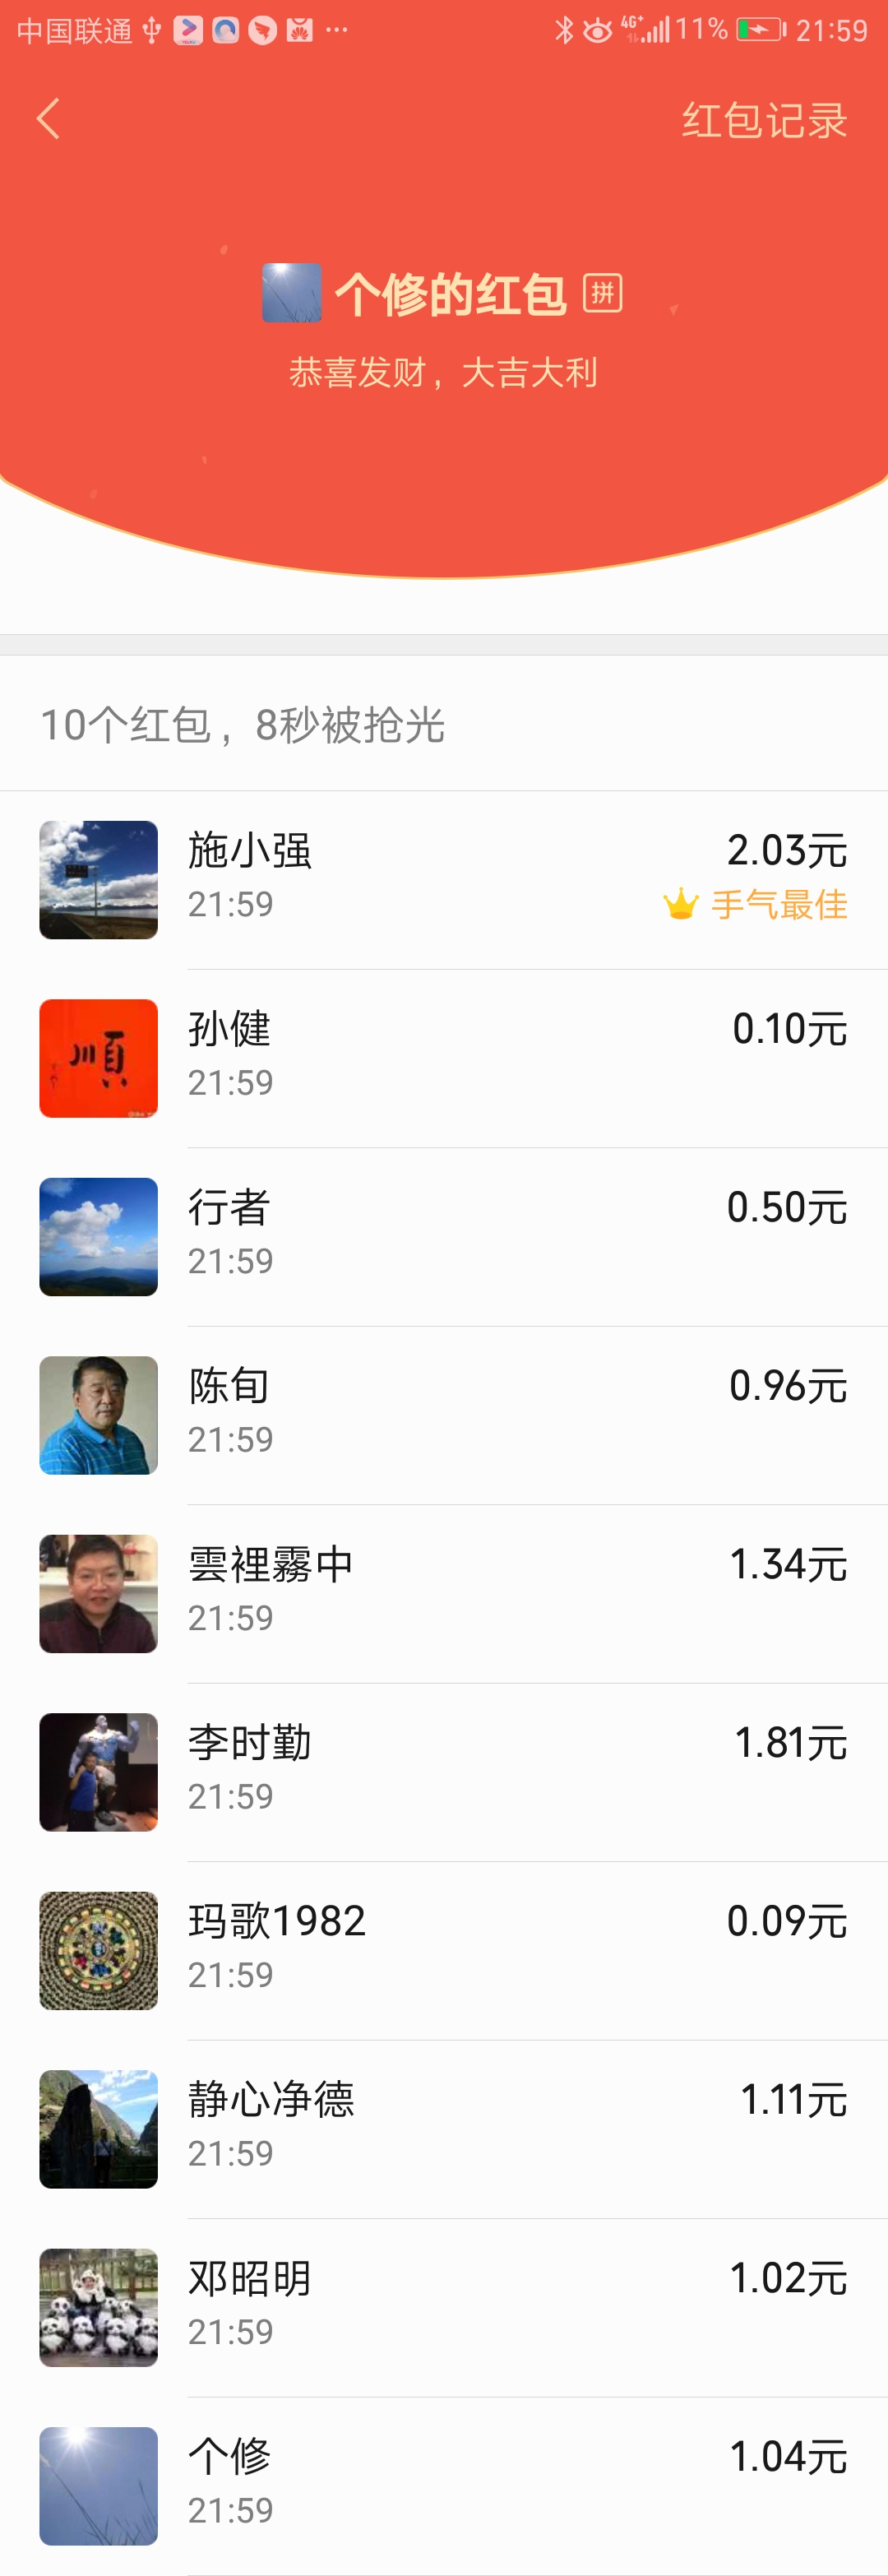 中国联通 4G+ 11% 21:59
红包记录
个修的红包 拼
恭喜发财，大吉大利
10个红包，8秒被抢光
施小强 2.03元
21:59 手气最佳
順
孙健 0.10元
21:59
行者 0.50元
21:59
陈旬 0.96元
21:59
雲裡霧中 1.34元
21:59
李时勤 1.81元
21:59
玛歌1982 0.09元
21:59
静心净德 1.11元
21:59
邓昭明 1.02元
21:59
个修 1.04元
21:59